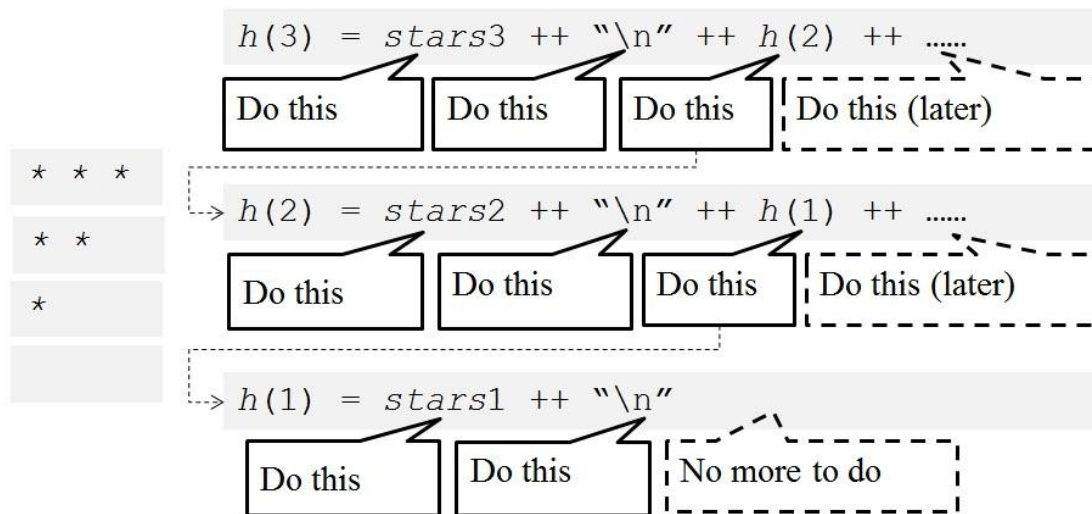 h(3) = stars3 ++ “\n” ++ h(2) ++ ……
Do this
Do this
Do this
Do this (later)
* * *
* *
*
h(2) = stars2 ++ “\n” ++ h(1) ++ ……
Do this
Do this
Do this
Do this (later)
h(1) = stars1 ++ “\n”
Do this
Do this
No more to do